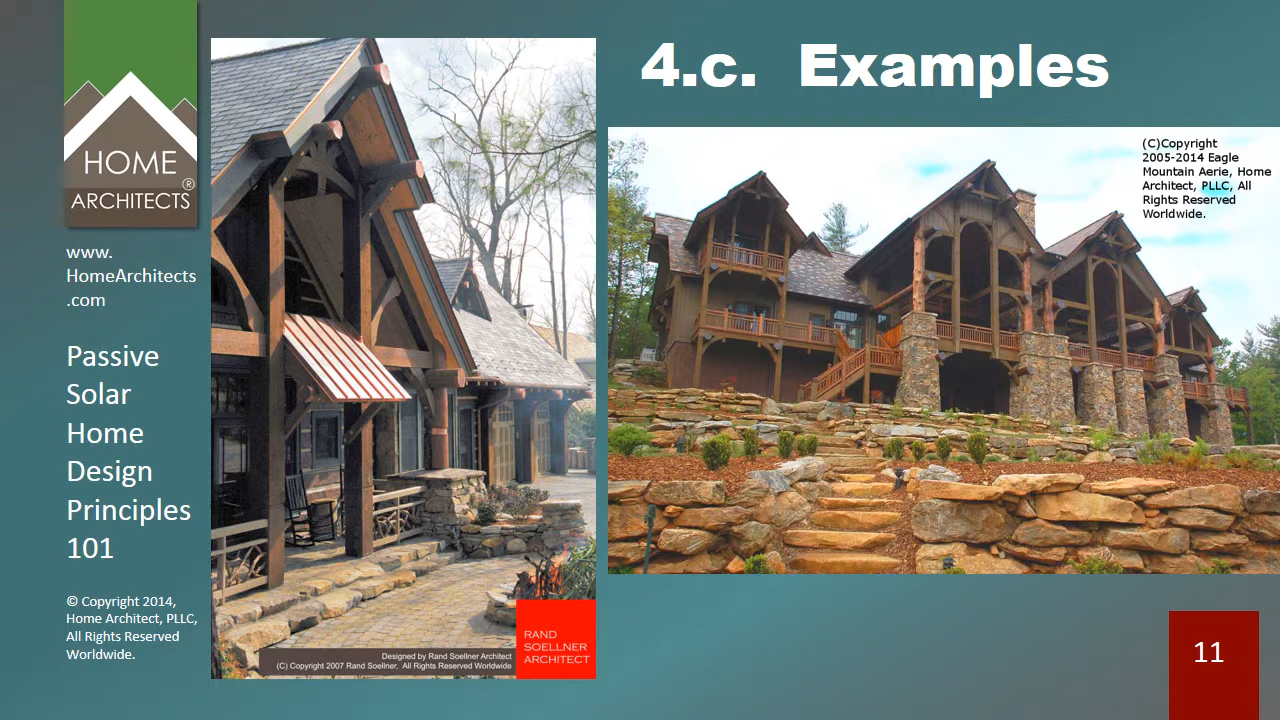 HOME
ARCHITECTS®
www.
HomeArchitects
.com
Passive
Solar
Home
Design
Principles
101
© Copyright 2014,
Home Architect, PLLC,
All Rights Reserved
Worldwide.
4.c. Examples
(C)Copyright
2005-2014 Eagle
Mountain Aerie, Home
Architect, PLLC, All
Rights Reserved
Worldwide.
RAND
SOELLNER
ARCHITECT
Designed by Rand Soellner Architect
(C) Copyright 2007 Rand Soellner, All Rights Reserved Worldwide
11